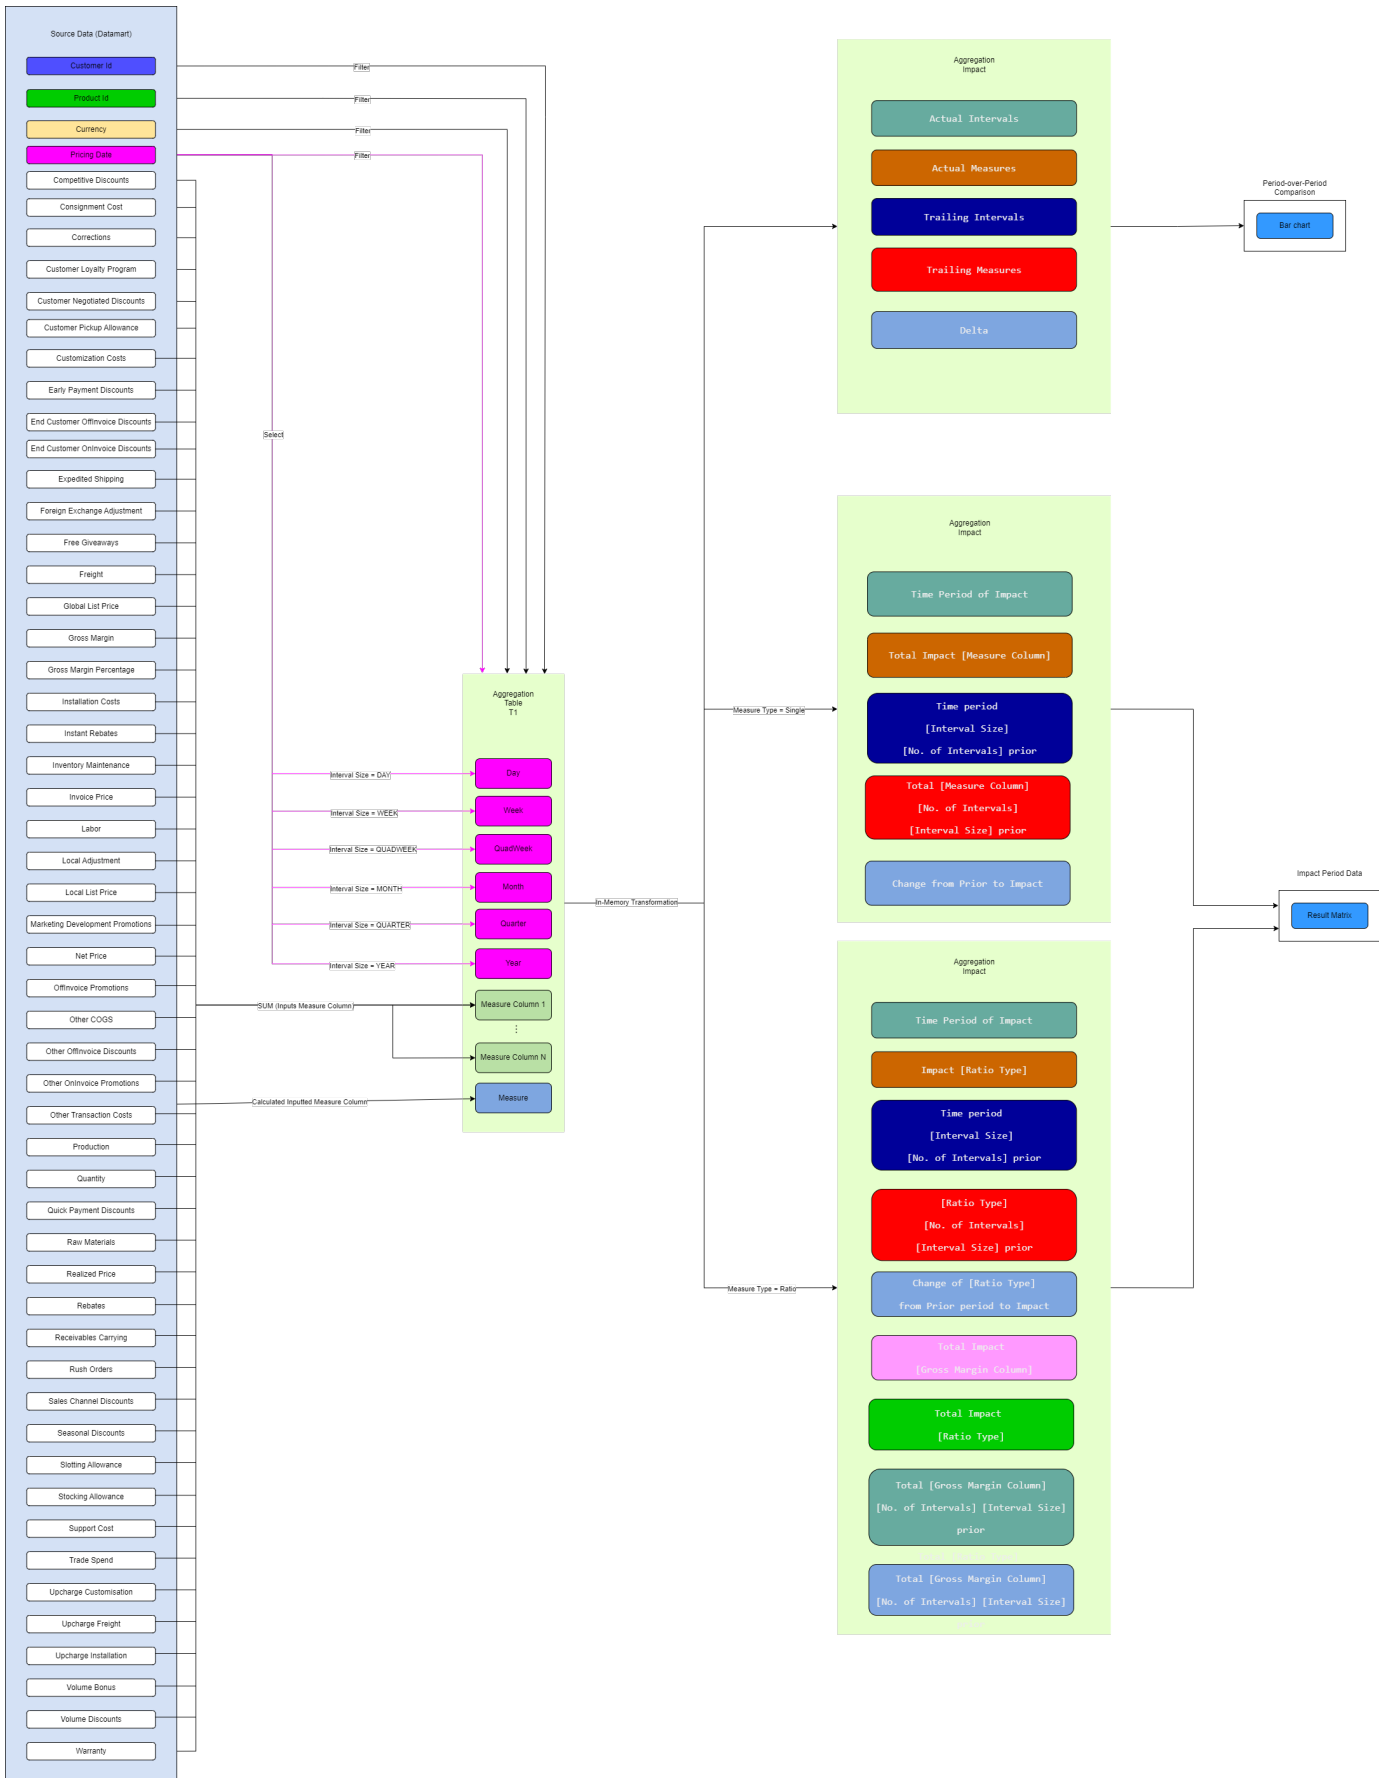 Source Data (Datamart)
Customer Id
Product Id
Currency
Pricing Date
Competitive Discounts
Consignment Cost
Corrections
Customer Loyalty Program
Customer Negotiated Discounts
Customer Pickup Allowance
Customization Costs
Early Payment Discounts
End Customer OffInvoice Discounts
End Customer OnInvoice Discounts
Expedited Shipping
Foreign Exchange Adjustment
Free Giveaways
Freight
Global List Price
Gross Margin
Gross Margin Percentage
Installation Costs
Instant Rebates
Inventory Maintenance
Invoice Price
Labor
Local Adjustment
Local List Price
Marketing Development Promotions
Net Price
OffInvoice Promotions
Other COGS
Other OffInvoice Discounts
Other OnInvoice Promotions
Other Transaction Costs
Production
Quantity
Quick Payment Discounts
Raw Materials
Realized Price
Rebates
Receivables Carrying
Rush Orders
Sales Channel Discounts
Seasonal Discounts
Slotting Allowance
Stocking Allowance
Support Cost
Trade Spend
Upcharge Customisation
Upcharge Freight
Upcharge Installation
Volume Bonus
Volume Discounts
Warranty
Filter
Filter
Filter
Filter
Select
Interval Size = DAY
Interval Size = WEEK
Interval Size = QUADWEEK
Interval Size = MONTH
Interval Size = QUARTER
Interval Size = YEAR
SUM (Inputs Measure Column)
Calculated Inputted Measure Column
Aggregation
Table
T1
Day
Week
QuadWeek
Month
Quarter
Year
Measure Column 1
⋮
Measure Column N
Measure
In-Memory Transformation
Measure Type = Single
Measure Type = Ratio
Aggregation
Impact
Actual Intervals
Actual Measures
Trailing Intervals
Trailing Measures
Delta
Period-over-Period
Comparison
Bar chart
Aggregation
Impact
Time Period of Impact
Total Impact [Measure Column]
Time period
[Interval Size]
[No. of Intervals] prior
Total [Measure Column]
[No. of Intervals]
[Interval Size] prior
Change from Prior to Impact
Impact Period Data
Result Matrix
Aggregation
Impact
Time Period of Impact
Impact [Ratio Type]
Time period
[Interval Size]
[No. of Intervals] prior
[Ratio Type]
[No. of Intervals]
[Interval Size] prior
Change of [Ratio Type]
from Prior period to Impact
Total Impact
[Gross Margin Column]
Total Impact
[Ratio Type]
Total [Gross Margin Column]
[No. of Intervals] [Interval Size]
prior
Total [Gross Margin Column]
[No. of Intervals] [Interval Size]